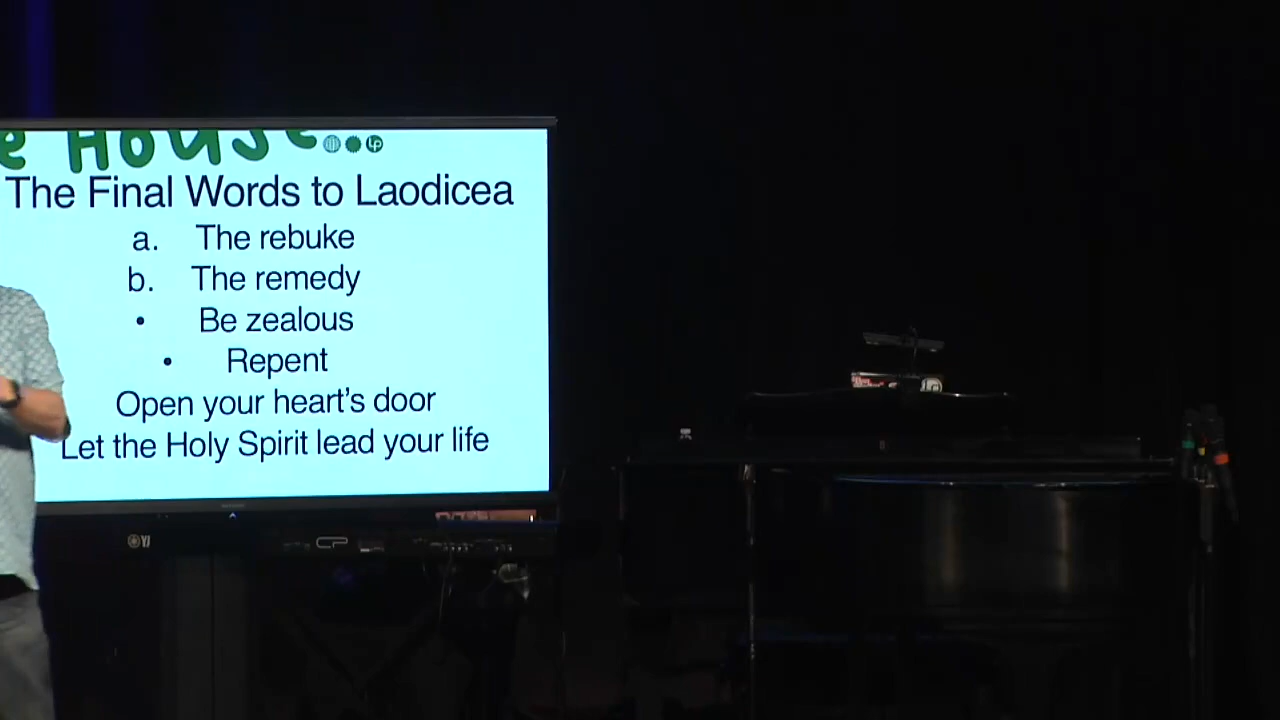 e House...
The Final Words to Laodicea
a. The rebuke
b. The remedy
• Be zealous
• Repent
Open your heart's door
Let the Holy Spirit lead your life